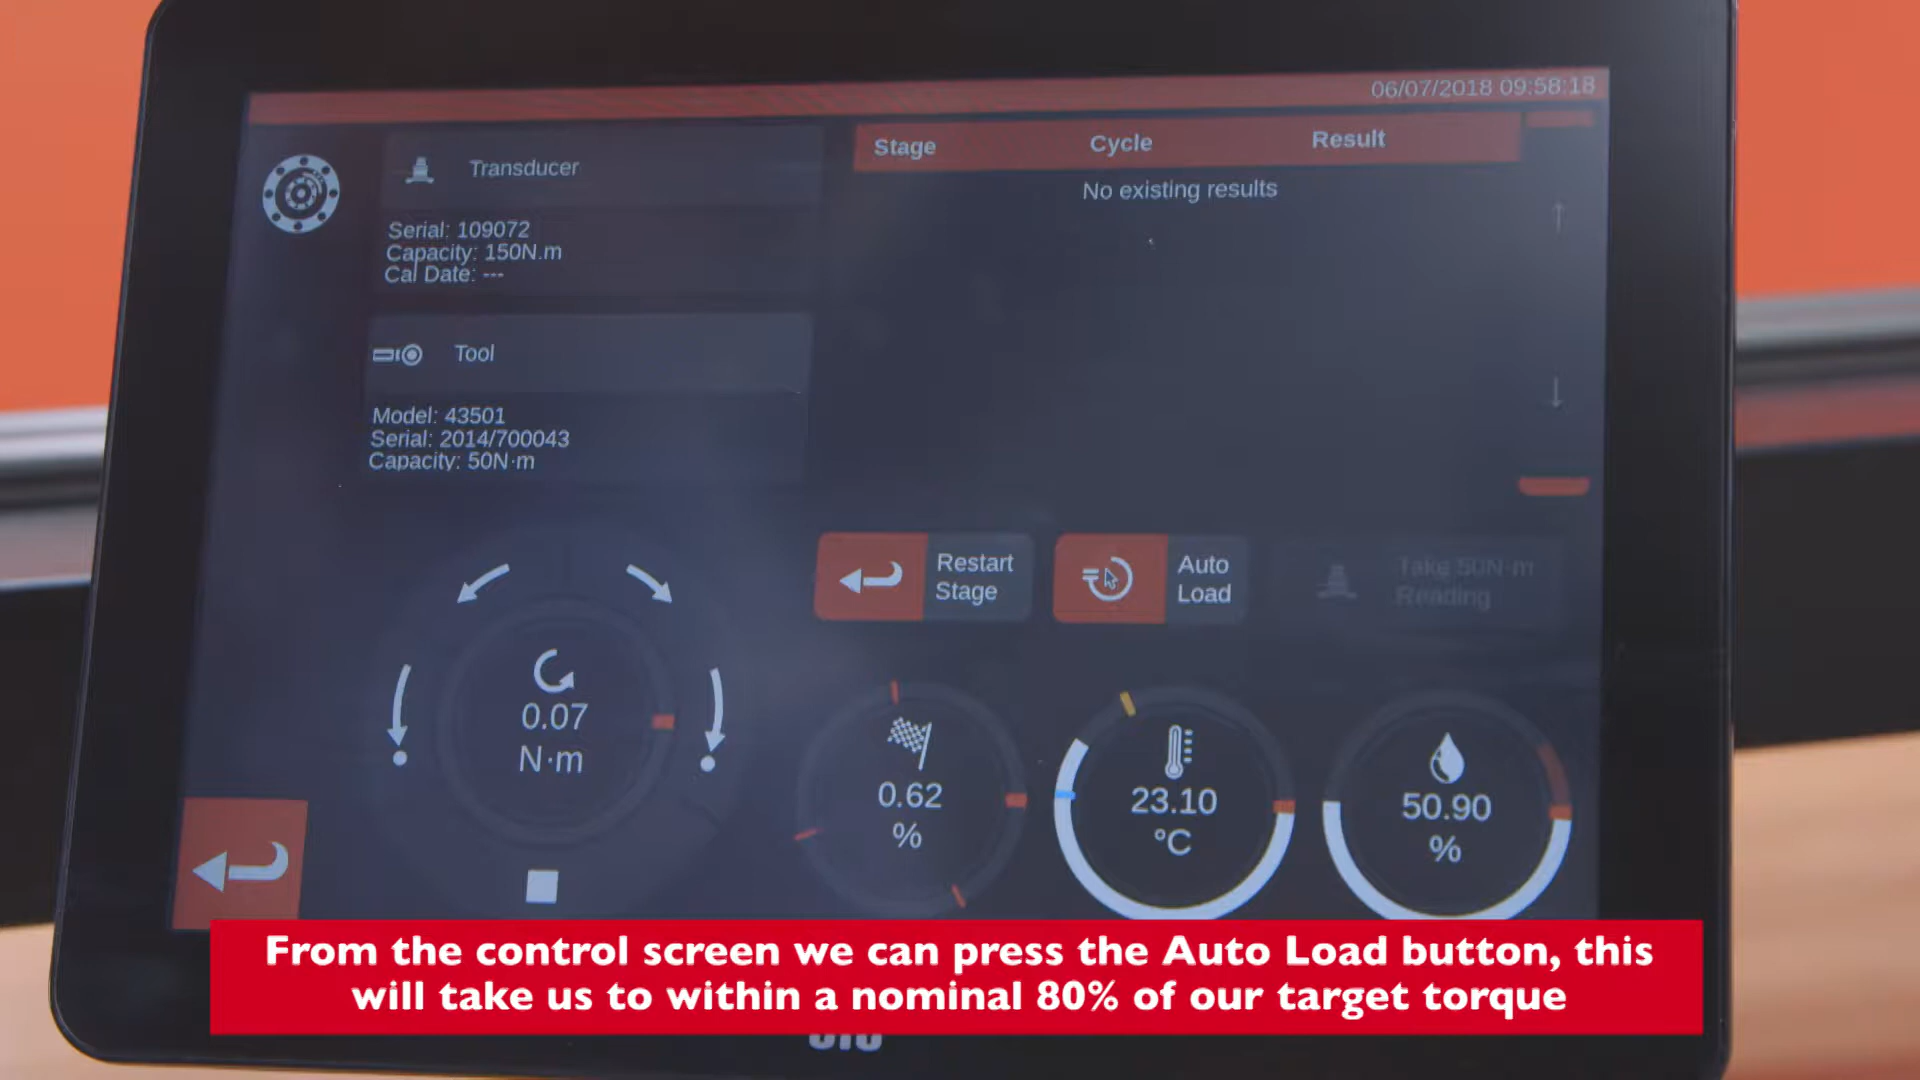 06/07/2018 09:58:18
Transducer
Serial: 109072
Capacity: 150N.m
Cal Date: ---
Stage Cycle Result
No existing results
Tool
Model: 43501
Serial: 2014/700043
Capacity: 50N·m
Restart
Stage
Auto
Load
Take 50N·m
Reading
0.07
N·m
0.62
%
23.10
°C
50.90
%
From the control screen we can press the Auto Load button, this
will take us to within a nominal 80% of our target torque